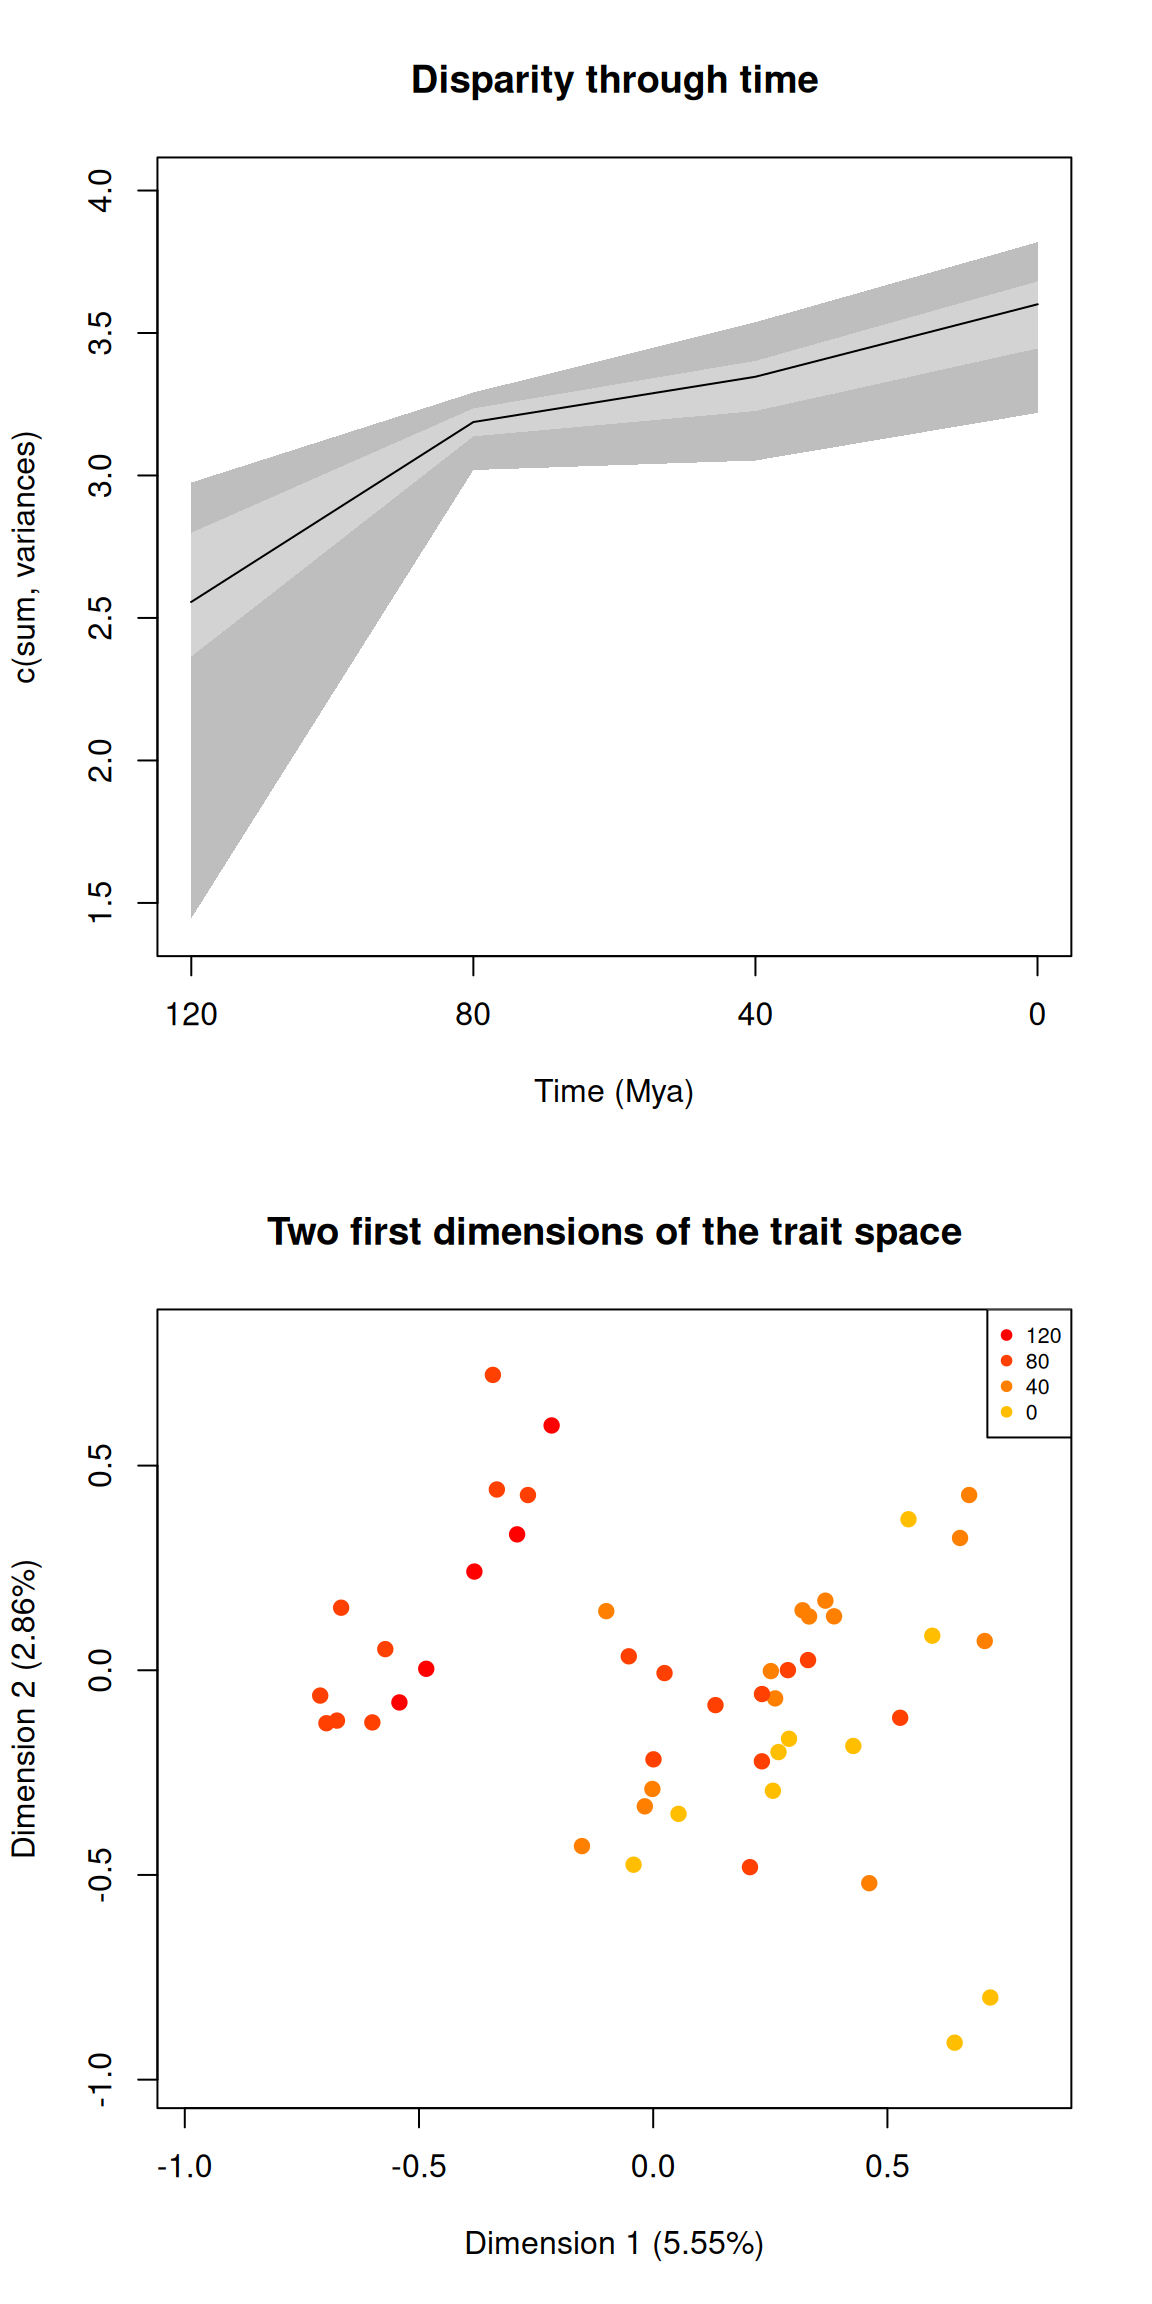 Disparity through time
4.0
3.5
3.0
2.5
2.0
1.5
c(sum, variances)
120 80 40 0
Time (Mya)
Two first dimensions of the trait space
120
80
40
0
0.5
0.0
-0.5
-1.0
Dimension 2 (2.86%)
-1.0 -0.5 0.0 0.5
Dimension 1 (5.55%)